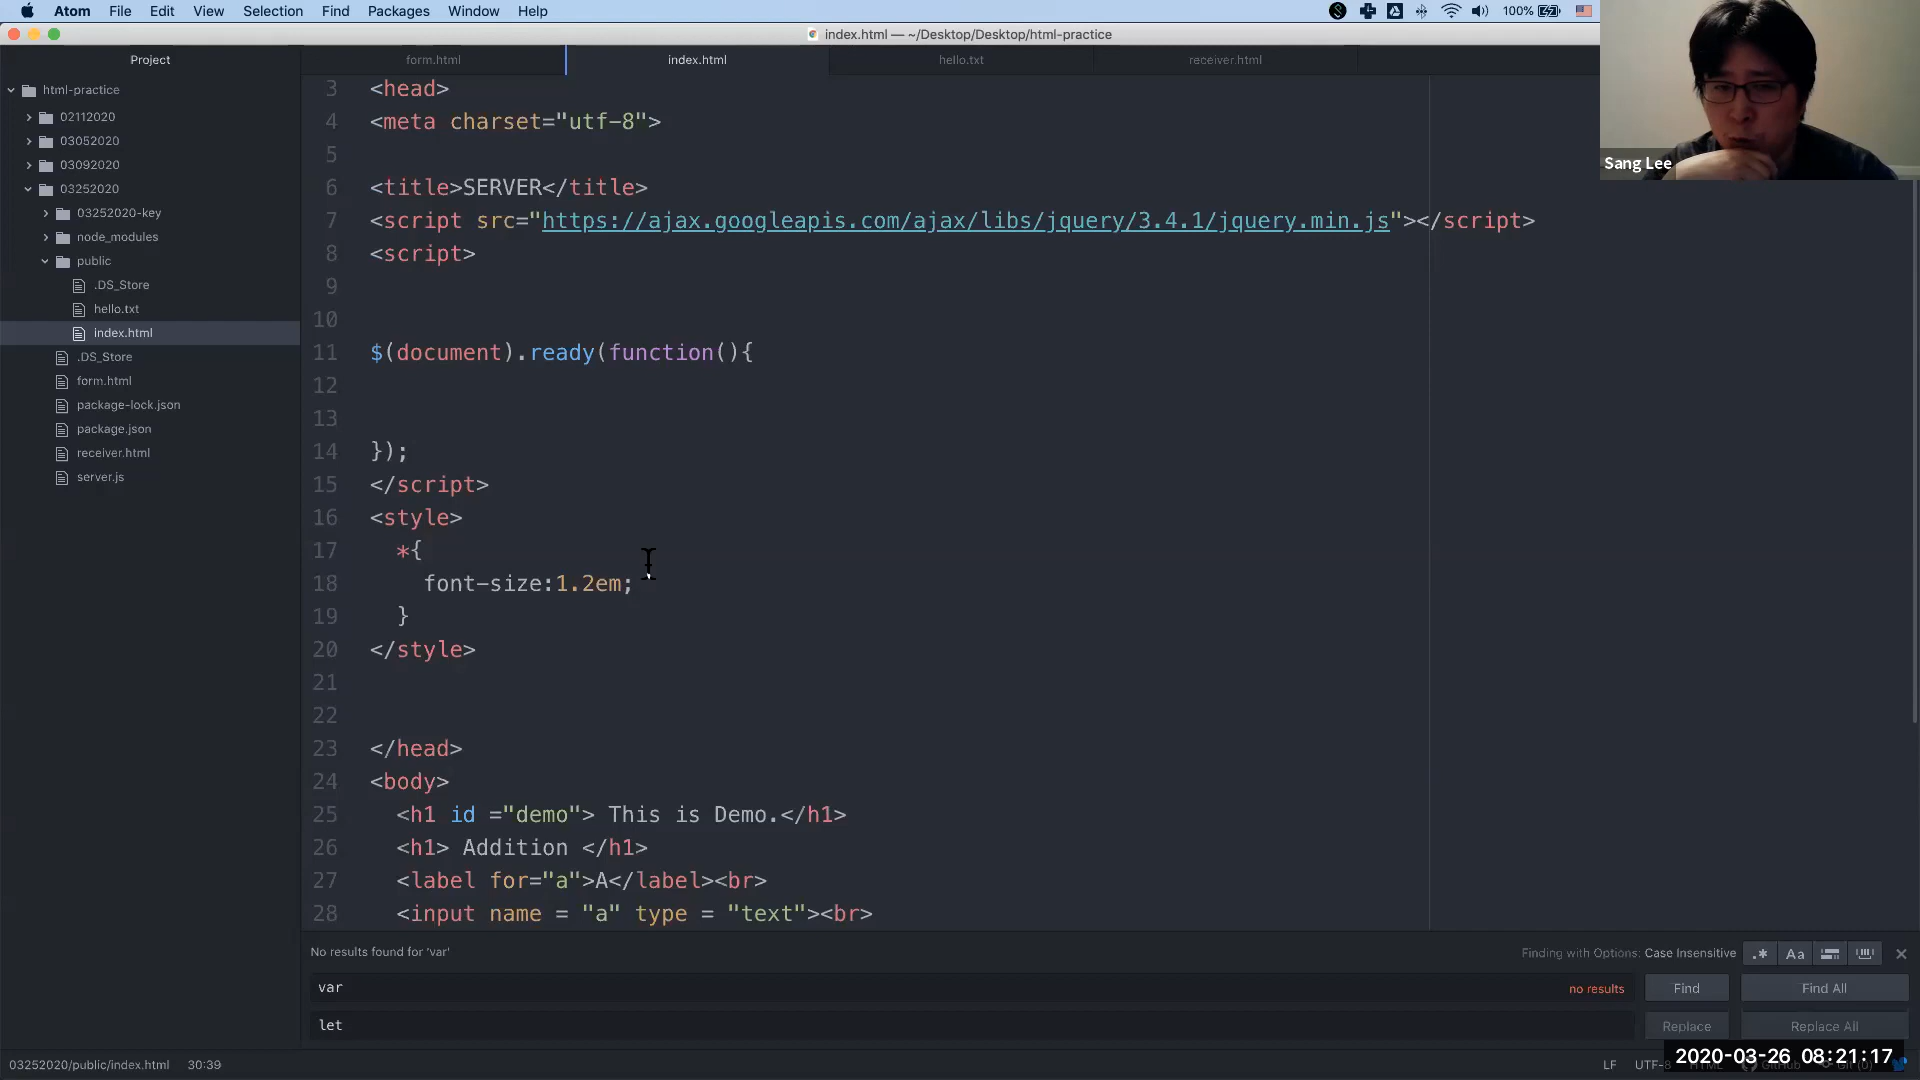 Atom File Edit View Selection Find Packages Window Help 100%
index.html — ~/Desktop/Desktop/html-practice
Project form.html index.html hello.txt receiver.html
html-practice
02112020
03052020
03092020
03252020
03252020-key
node_modules
public
.DS_Store
hello.txt
index.html
.DS_Store
form.html
package-lock.json
package.json
receiver.html
server.js
3 <head>
4 <meta charset="utf-8">
5
6 <title>SERVER</title>
7 <script src="https://ajax.googleapis.com/ajax/libs/jquery/3.4.1/jquery.min.js"></script>
8 <script>
9
10
11 $(document).ready(function(){
12
13
14 });
15 </script>
16 <style>
17 *{
18 font-size:1.2em;
19 }
20 </style>
21
22
23 </head>
24 <body>
25 <h1 id ="demo"> This is Demo.</h1>
26 <h1> Addition </h1>
27 <label for="a">A</label><br>
28 <input name = "a" type = "text"><br>
Sang Lee
No results found for 'var' Finding with Options: Case Insensitive .* Aa
var no results Find Find All
let Replace Replace All
03252020/public/index.html 30:39 LF UTF-8
2020-03-26 08:21:17